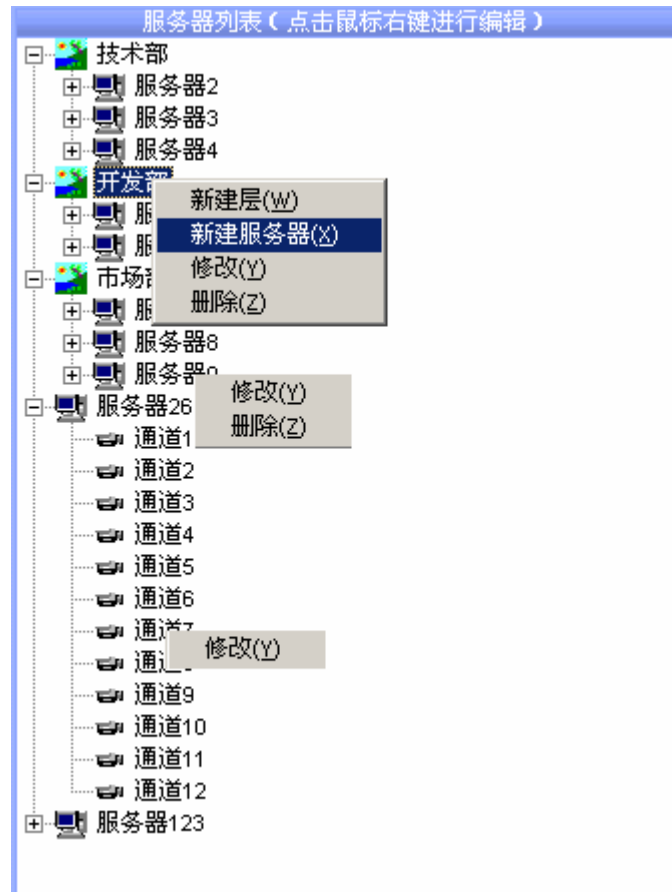 服务器列表(点击鼠标右键进行编辑)
技术部
服务器2
服务器3
服务器4
开发部
新建层(W)
新建服务器(X)
修改(Y)
删除(Z)
服
服
市场部
服
服务器8
服务器
修改(Y)
删除(Z)
服务器26
通道1
通道2
通道3
通道4
通道5
通道6
通道7
修改(Y)
通
通道9
通道10
通道11
通道12
服务器123